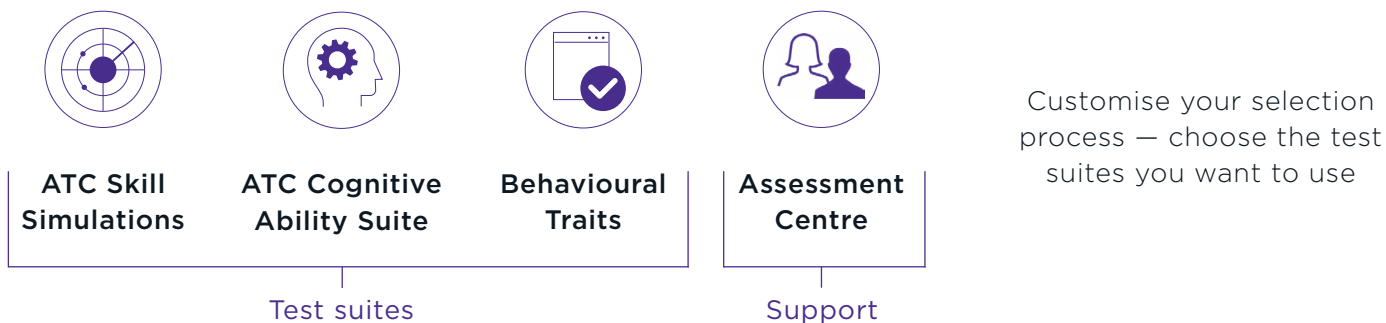 ATC Skill
Simulations
ATC Cognitive
Ability Suite
Behavioural
Traits
Assessment
Centre
Test suites
Support
Customise your selection
process — choose the test
suites you want to use